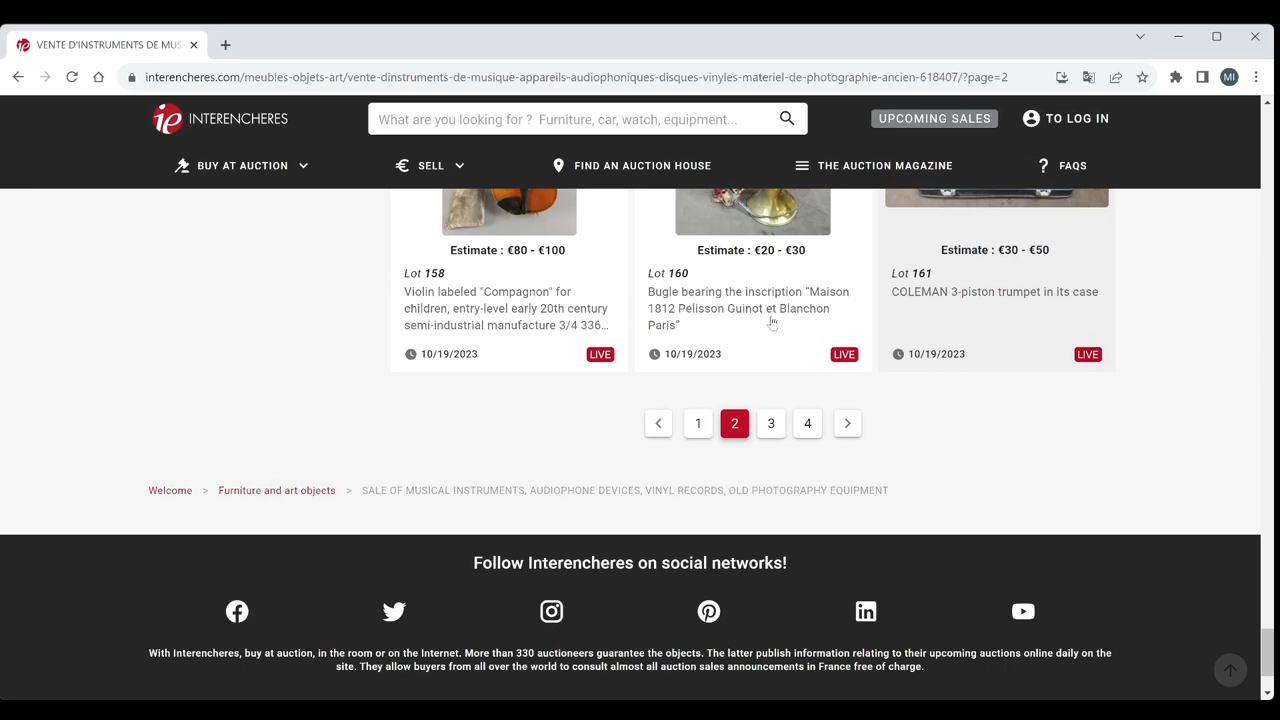 VENTE D'INSTRUMENTS DE MUS
interencheres.com/meubles-objets-art/vente-dinstruments-de-musique-appareils-audiophoniques-disques-vinyles-materiel-de-photographie-ancien-618407/?page=2
MI
ie INTERENCHERES
What are you looking for ? Furniture, car, watch, equipment...
UPCOMING SALES
TO LOG IN
BUY AT AUCTION
€ SELL
FIND AN AUCTION HOUSE
THE AUCTION MAGAZINE
? FAQS
Estimate : €80 - €100
Lot 158
Violin labeled "Compagnon" for
children, entry-level early 20th century
semi-industrial manufacture 3/4 336...
10/19/2023 LIVE
Estimate : €20 - €30
Lot 160
Bugle bearing the inscription “Maison
1812 Pelisson Guinot et Blanchon
Paris”
10/19/2023 LIVE
Estimate : €30 - €50
Lot 161
COLEMAN 3-piston trumpet in its case
10/19/2023 LIVE
< 1 2 3 4 >
Welcome > Furniture and art objects > SALE OF MUSICAL INSTRUMENTS, AUDIOPHONE DEVICES, VINYL RECORDS, OLD PHOTOGRAPHY EQUIPMENT
Follow Interencheres on social networks!
With Interencheres, buy at auction, in the room or on the Internet. More than 330 auctioneers guarantee the objects. The latter publish information relating to their upcoming auctions online daily on the
site. They allow buyers from all over the world to consult almost all auction sales announcements in France free of charge.